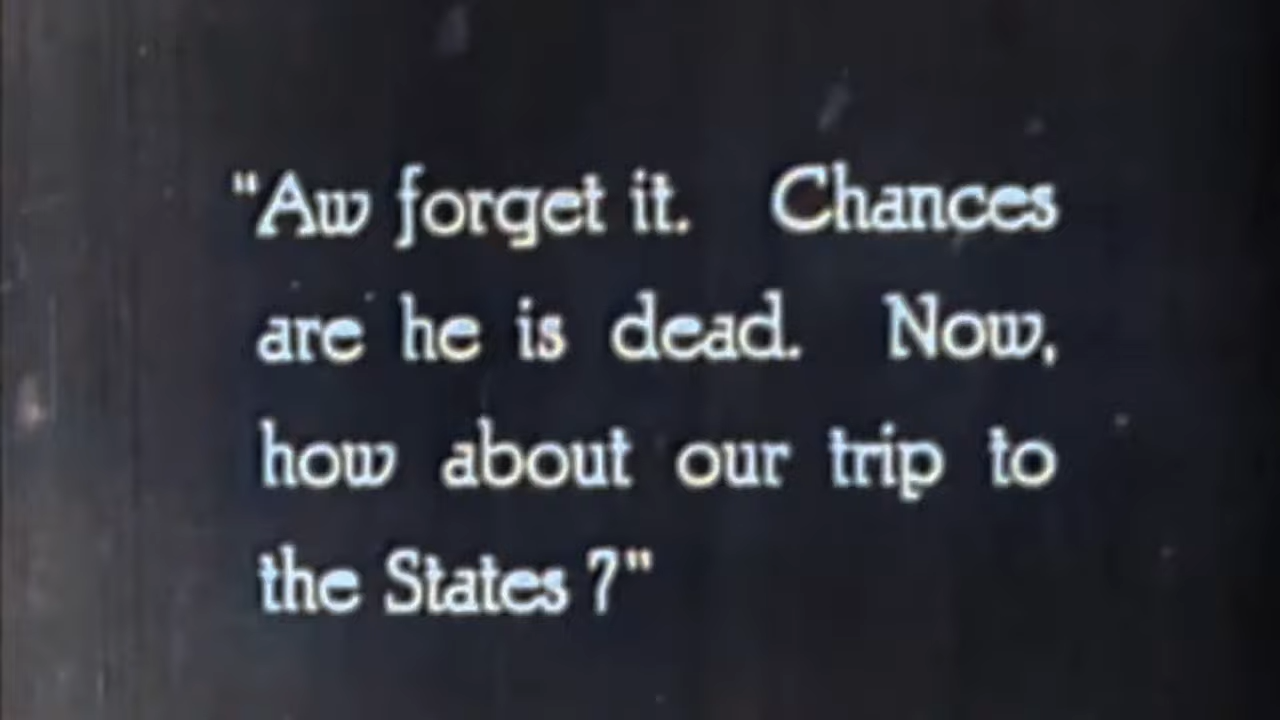 "Aw forget it. Chances
are he is dead. Now,
how about our trip to
the States ?"